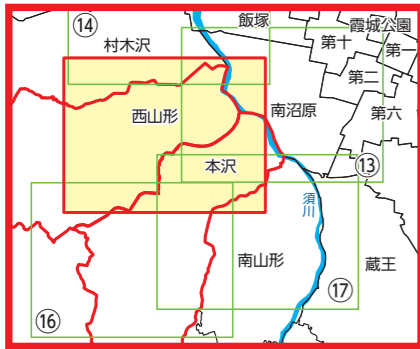 ⑭
飯塚
霞城公園
村木沢
第十
第一
第二
西山形
南沼原
第六
本沢
⑬
須川
南山形
蔵王
⑰
⑯